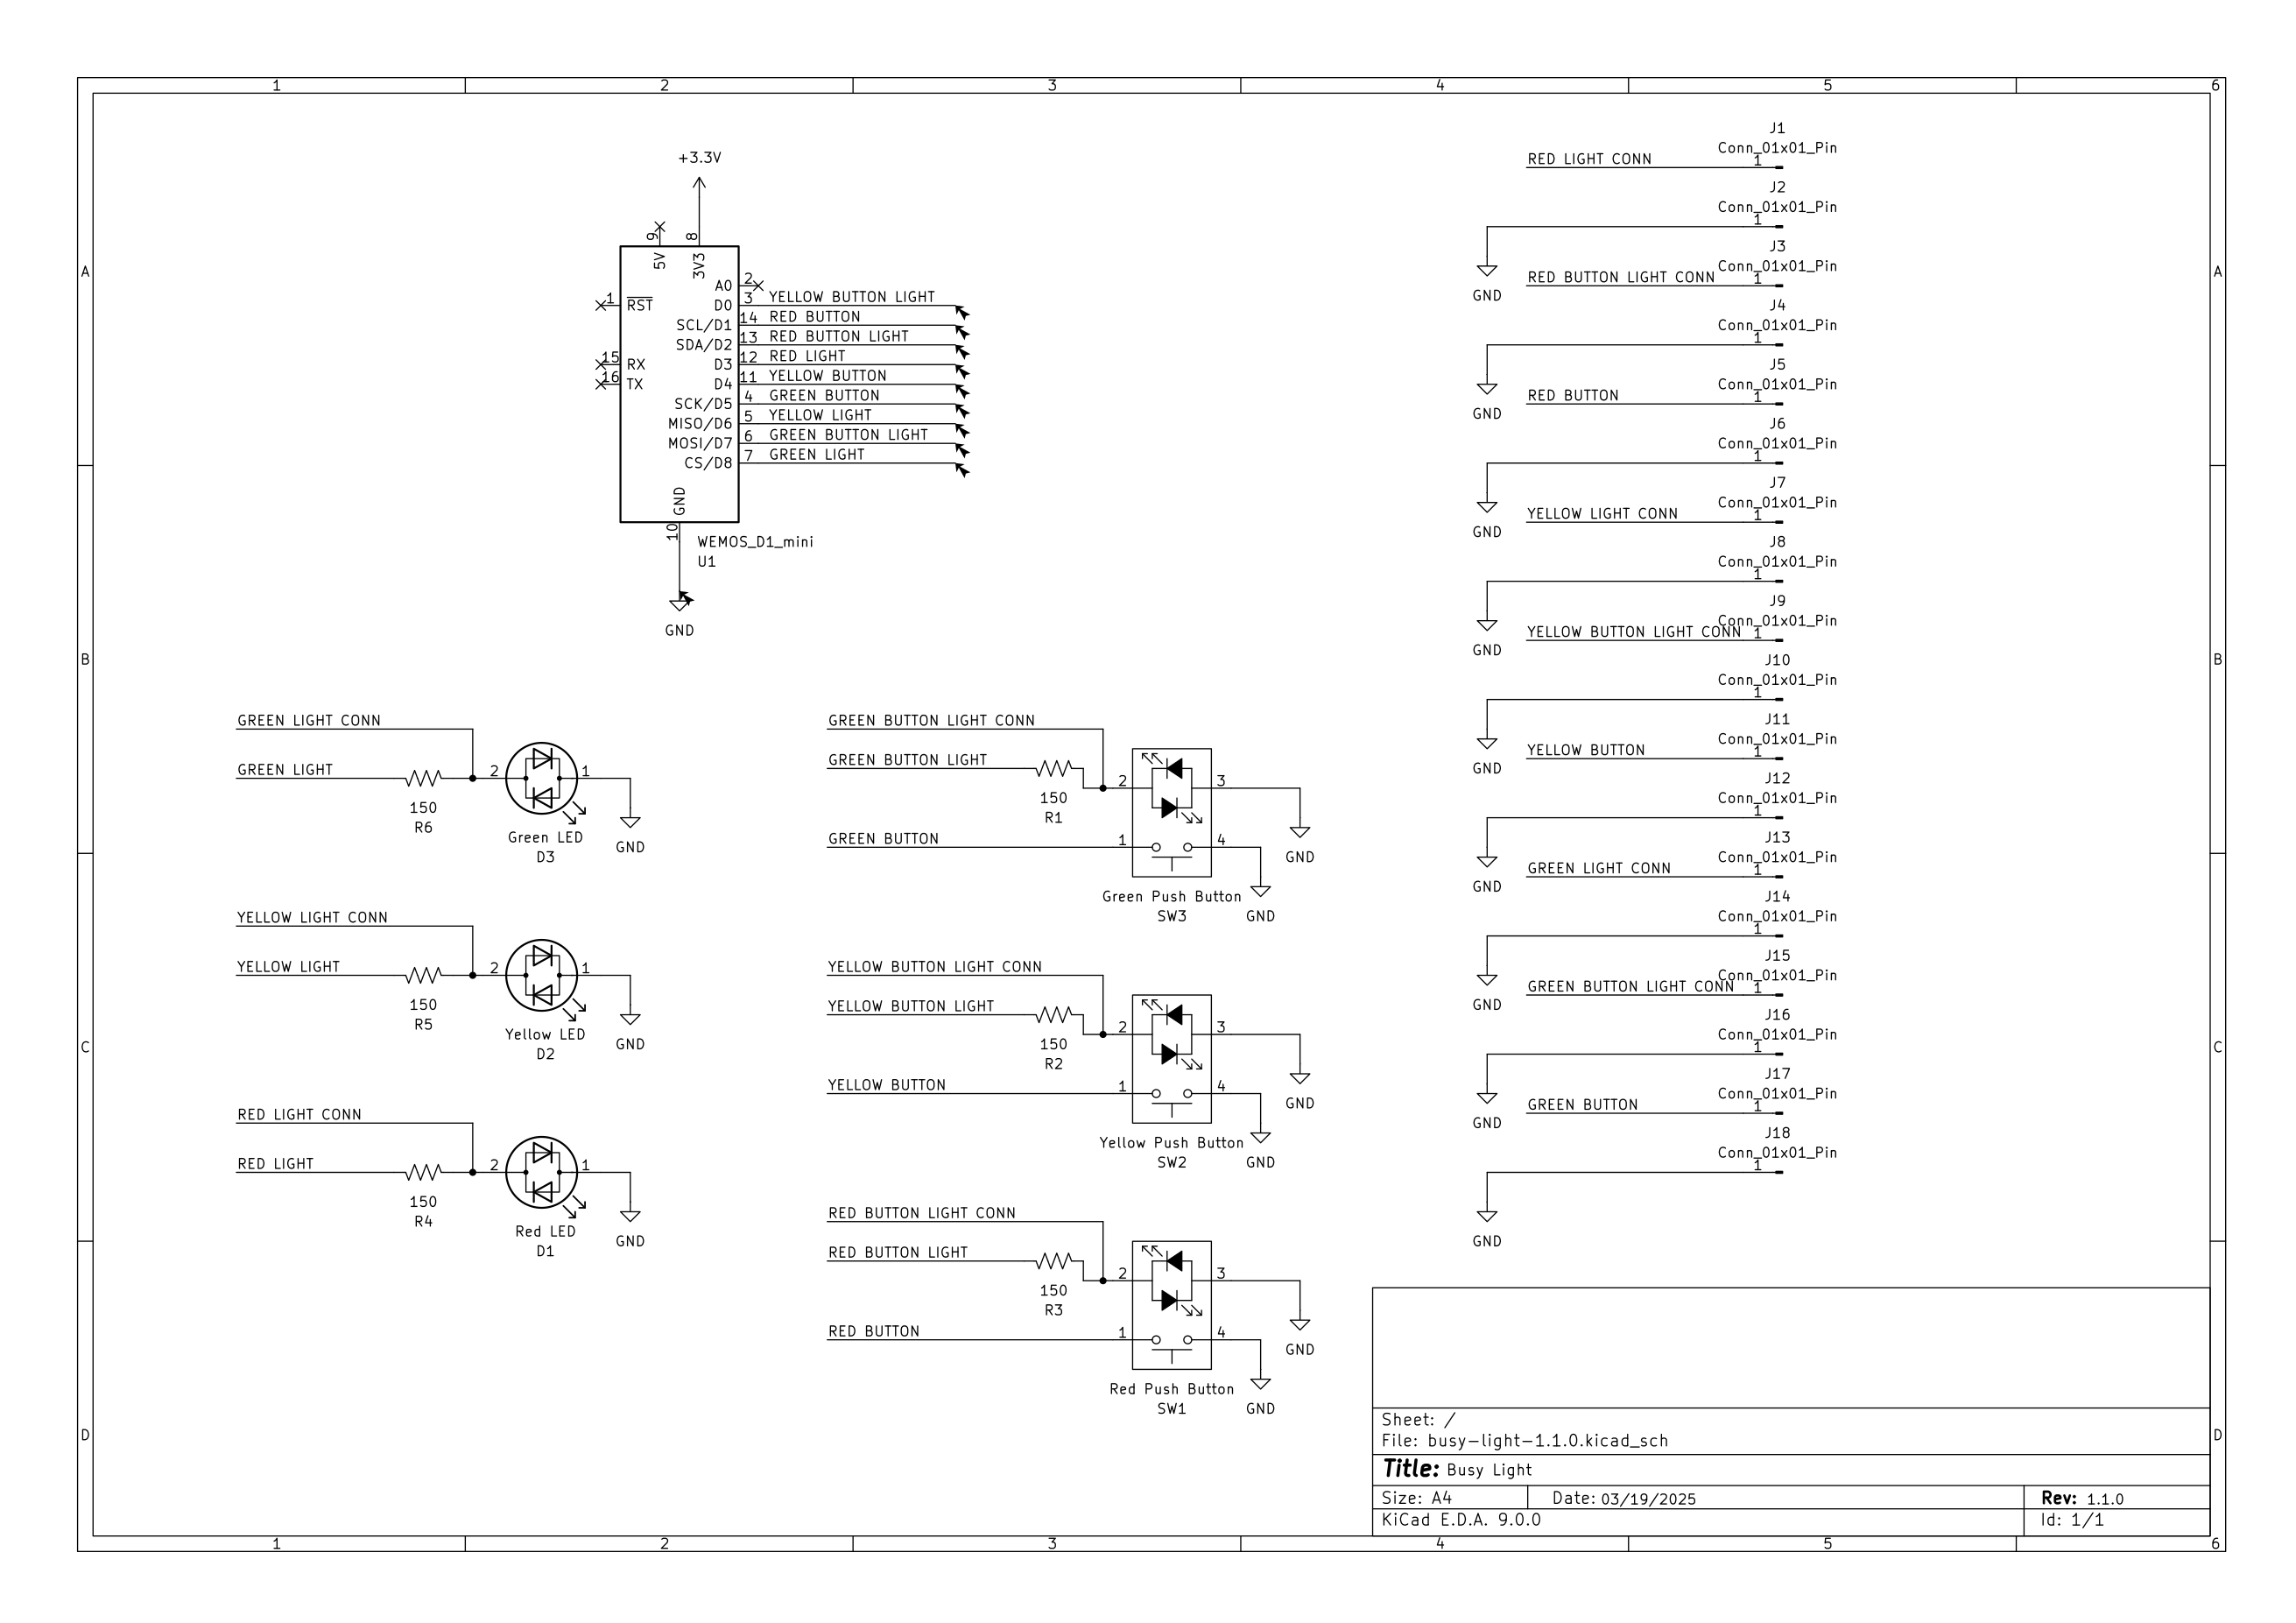 1 2 3 4 5 6
A
B
C
D
+3.3V
9 8
5V 3V3
1 RST
15 RX
16 TX
A0 2
D0 3 YELLOW BUTTON LIGHT
SCL/D1 14 RED BUTTON
SDA/D2 13 RED BUTTON LIGHT
D3 12 RED LIGHT
D4 11 YELLOW BUTTON
SCK/D5 4 GREEN BUTTON
MISO/D6 5 YELLOW LIGHT
MOSI/D7 6 GREEN BUTTON LIGHT
CS/D8 7 GREEN LIGHT
GND
10
WEMOS_D1_mini
U1
GND
GREEN LIGHT CONN
GREEN LIGHT 2 1
150
R6
Green LED
D3
GND
YELLOW LIGHT CONN
YELLOW LIGHT 2 1
150
R5
Yellow LED
D2
GND
RED LIGHT CONN
RED LIGHT 2 1
150
R4
Red LED
D1
GND
GREEN BUTTON LIGHT CONN
GREEN BUTTON LIGHT
2 3
150
R1
GREEN BUTTON 1 4
GND
Green Push Button
SW3
GND
YELLOW BUTTON LIGHT CONN
YELLOW BUTTON LIGHT
2 3
150
R2
YELLOW BUTTON 1 4
GND
Yellow Push Button
SW2
GND
RED BUTTON LIGHT CONN
RED BUTTON LIGHT
2 3
150
R3
RED BUTTON 1 4
GND
Red Push Button
SW1
GND
J1
Conn_01x01_Pin
RED LIGHT CONN 1
J2
Conn_01x01_Pin
1
GND
J3
Conn_01x01_Pin
RED BUTTON LIGHT CONN 1
J4
Conn_01x01_Pin
1
GND
J5
Conn_01x01_Pin
RED BUTTON 1
J6
Conn_01x01_Pin
1
GND
J7
Conn_01x01_Pin
YELLOW LIGHT CONN 1
J8
Conn_01x01_Pin
1
GND
J9
Conn_01x01_Pin
YELLOW BUTTON LIGHT CONN 1
J10
Conn_01x01_Pin
1
GND
J11
Conn_01x01_Pin
YELLOW BUTTON 1
J12
Conn_01x01_Pin
1
GND
J13
Conn_01x01_Pin
GREEN LIGHT CONN 1
J14
Conn_01x01_Pin
1
GND
J15
Conn_01x01_Pin
GREEN BUTTON LIGHT CONN 1
J16
Conn_01x01_Pin
1
GND
J17
Conn_01x01_Pin
GREEN BUTTON 1
J18
Conn_01x01_Pin
1
GND
Sheet: /
File: busy-light-1.1.0.kicad_sch
Title: Busy Light
Size: A4 Date: 03/19/2025 Rev: 1.1.0
KiCad E.D.A. 9.0.0 Id: 1/1
A
B
C
D
1 2 3 4 5 6